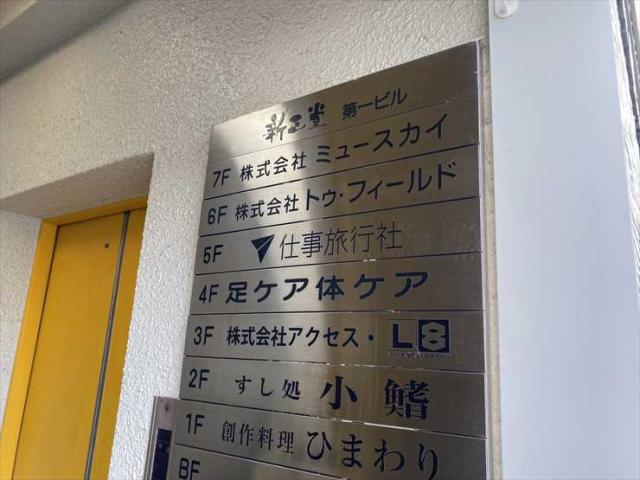 新正堂 第一ビル
7F 株式会社 ミュースカイ
6F 株式会社 トゥ・フィールド
5F 仕事旅行社
4F 足ケア体ケア
3F 株式会社アクセス・L8
2F すし処 小鰭
1F 創作料理 ひまわり
BF